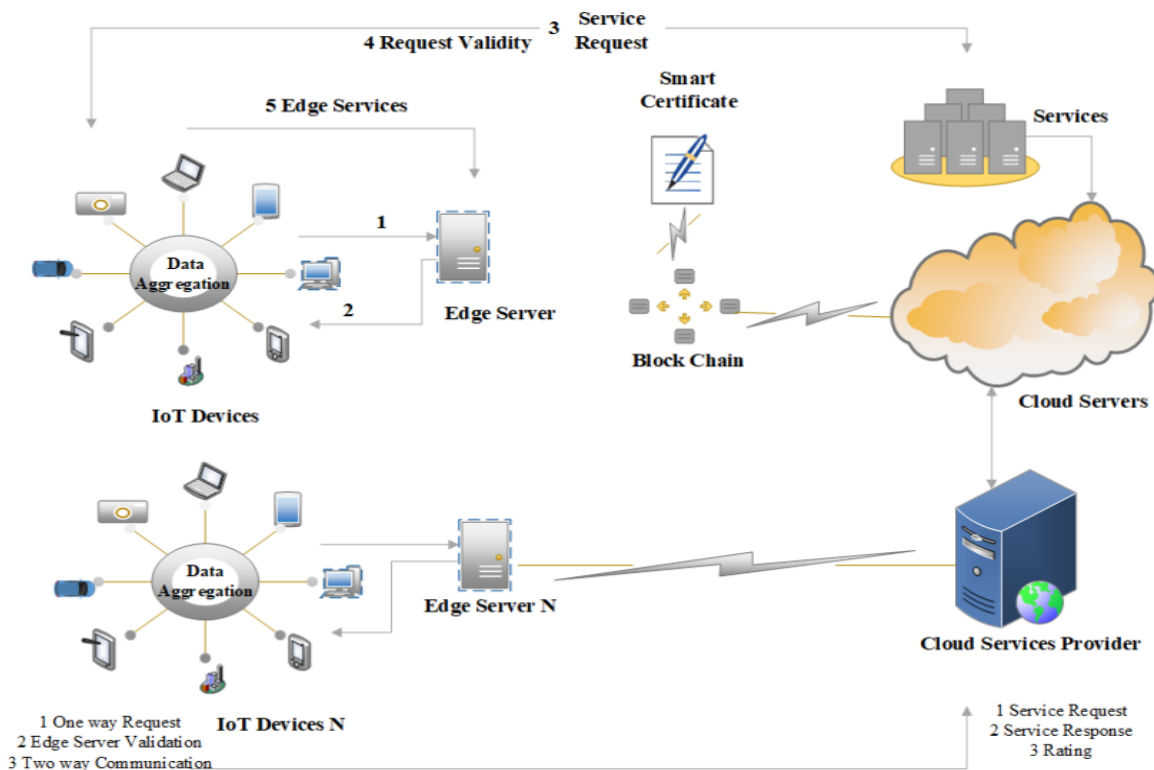 3
Service
Request
4 Request Validity
5 Edge Services
Smart
Certificate
Services
1
Data
Aggregation
2
Edge Server
Block Chain
IoT Devices
Cloud Servers
Data
Aggregation
Edge Server N
Cloud Services Provider
IoT Devices N
1 One way Request
2 Edge Server Validation
3 Two way Communication
1 Service Request
2 Service Response
3 Rating